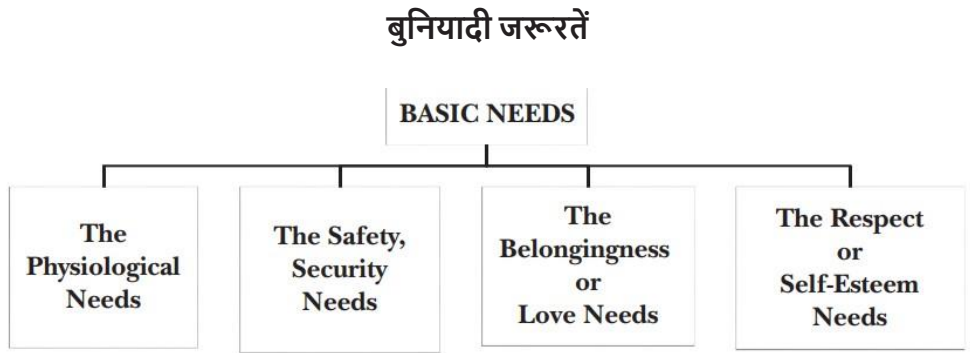 बुनियादी जरूरतें
BASIC NEEDS
The
Physiological
Needs
The Safety,
Security
Needs
The
Belongingness
or
Love Needs
The Respect
or
Self-Esteem
Needs